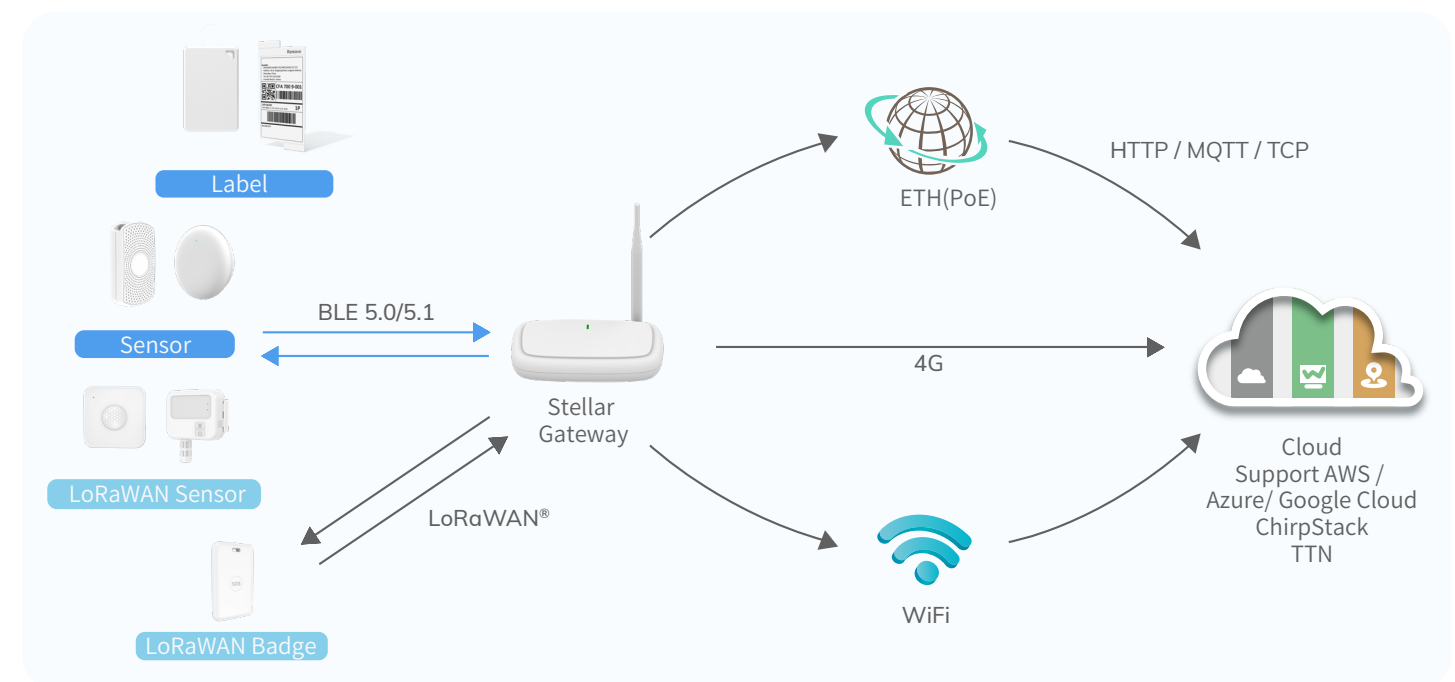 Label
HTTP / MQTT / TCP
ETH(PoE)
BLE 5.0/5.1
Sensor
4G
Stellar
Gateway
Cloud
Support AWS /
Azure/ Google Cloud
ChirpStack
TTN
LoRaWAN Sensor
LoRaWAN®
SOS
WiFi
LoRaWAN Badge